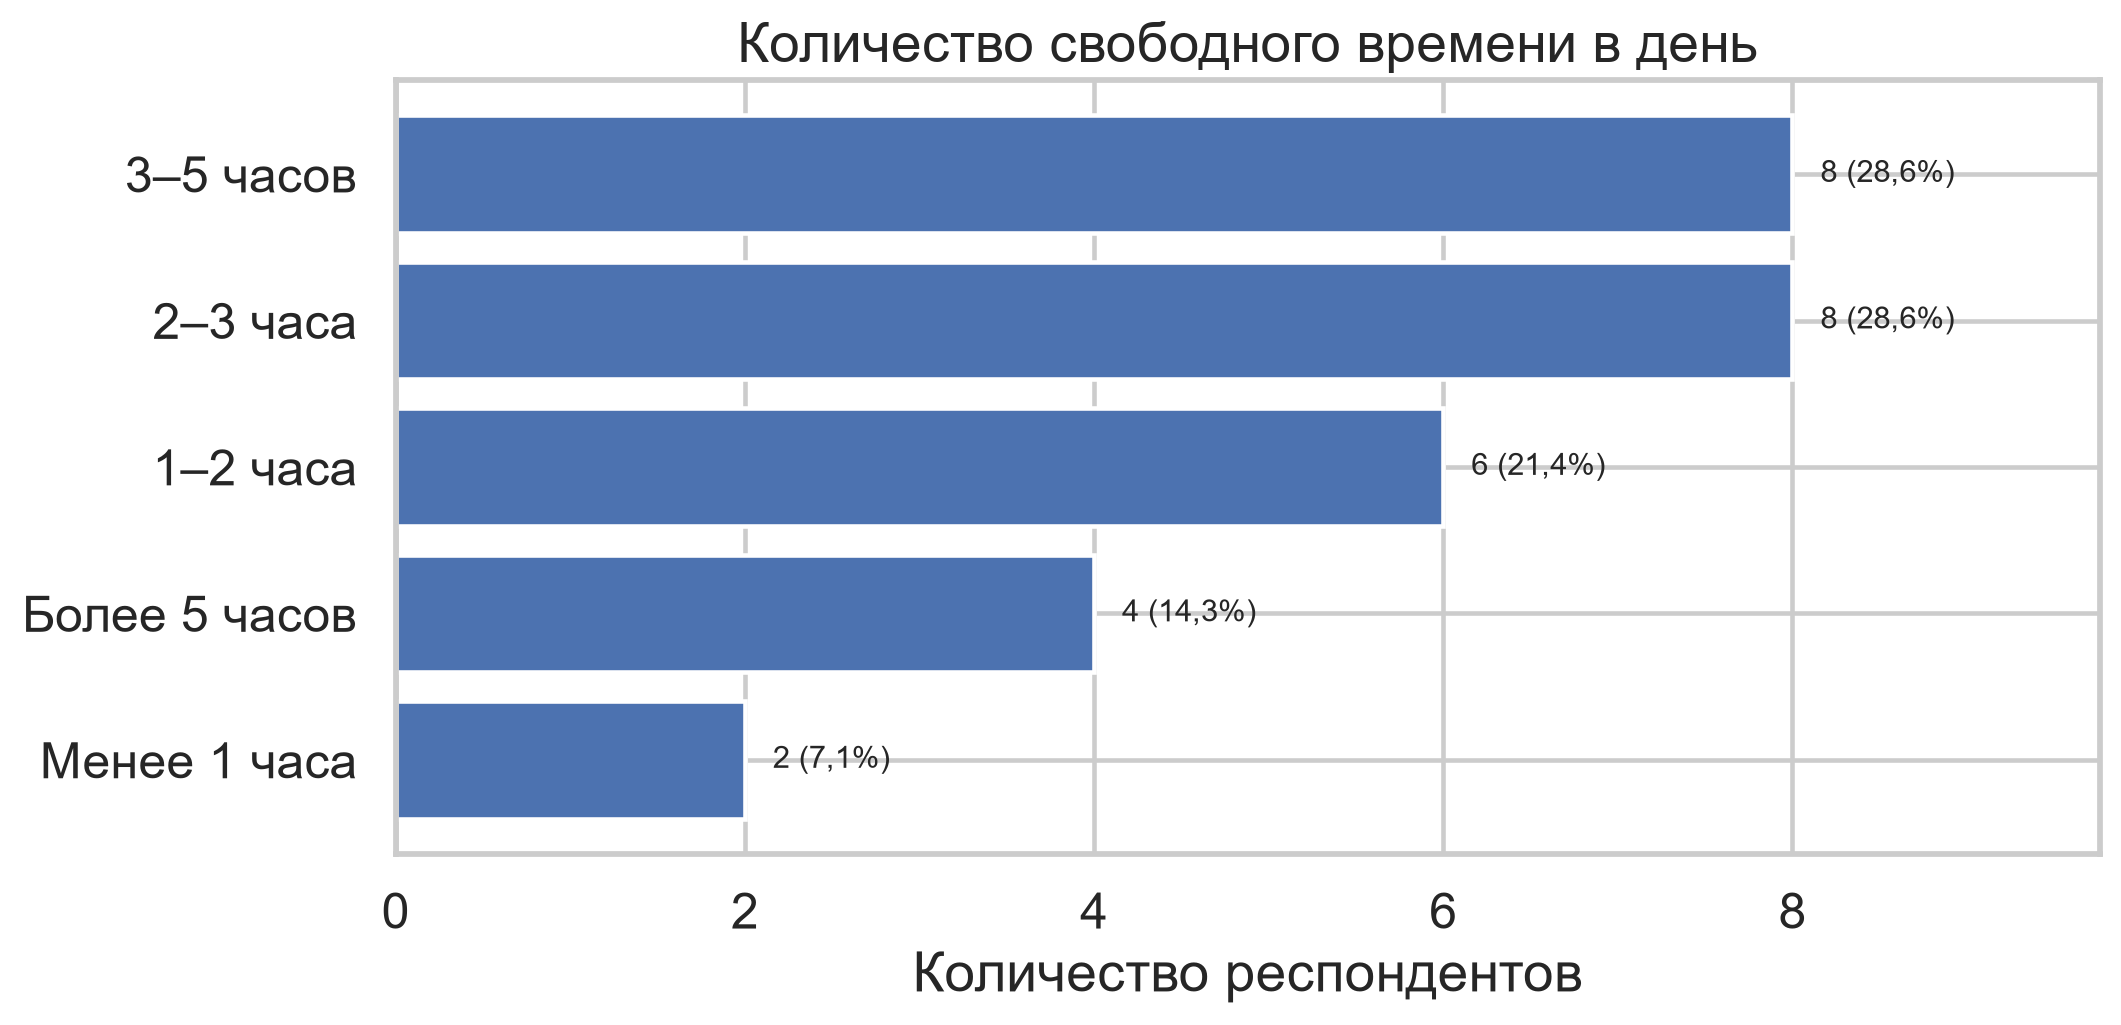 Количество свободного времени в день
3–5 часов
8 (28,6%)
2–3 часа
8 (28,6%)
1–2 часа
6 (21,4%)
Более 5 часов
4 (14,3%)
Менее 1 часа
2 (7,1%)
0 2 4 6 8
Количество респондентов